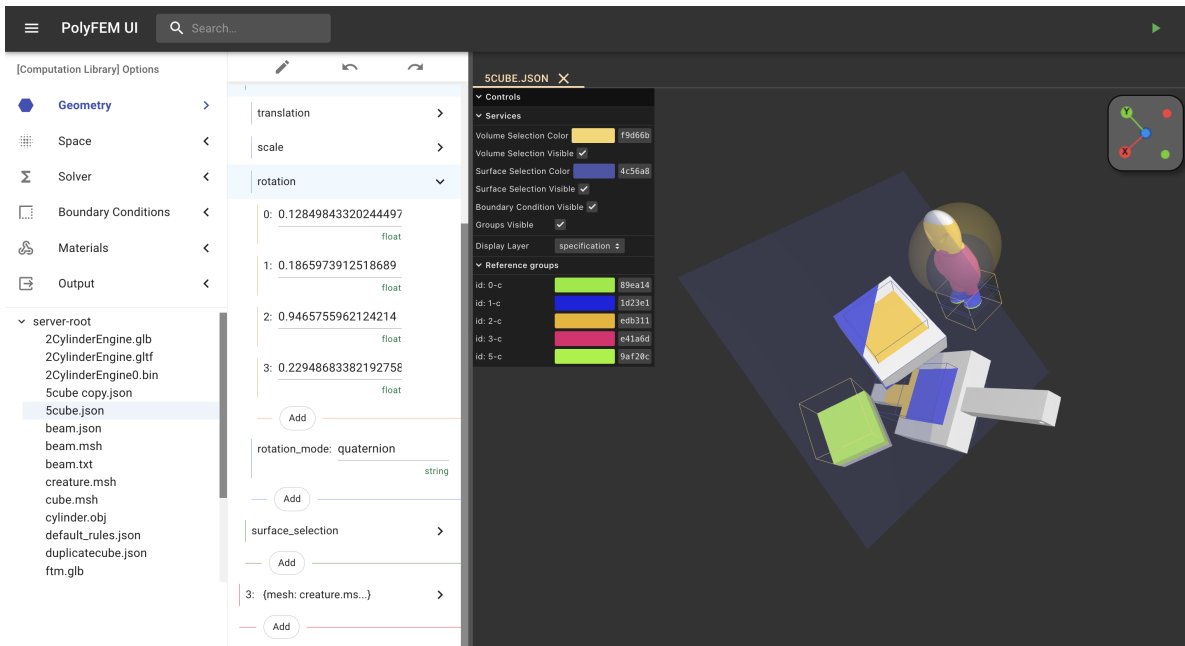 PolyFEM UI
Search...
[Computation Library] Options
Geometry
Space
Solver
Boundary Conditions
Materials
Output
server-root
2CylinderEngine.glb
2CylinderEngine.gltf
2CylinderEngine0.bin
5cube copy.json
5cube.json
beam.json
beam.msh
beam.txt
creature.msh
cube.msh
cylinder.obj
default_rules.json
duplicatecube.json
ftm.glb
translation
scale
rotation
0: 0.12849843320244497
float
1: 0.1865973912518689
float
2: 0.9465755962124214
float
3: 0.22948683382192758
float
Add
rotation_mode: quaternion
string
Add
surface_selection
Add
3: {mesh: creature.ms...}
Add
5CUBE.JSON
Controls
Services
Volume Selection Color f9d66b
Volume Selection Visible
Surface Selection Color 4c56a8
Surface Selection Visible
Boundary Condition Visible
Groups Visible
Display Layer specification
Reference groups
id: 0-c 89ea14
id: 1-c 1d23e1
id: 2-c edb311
id: 3-c e41a6d
id: 5-c 9af20c
Y
X